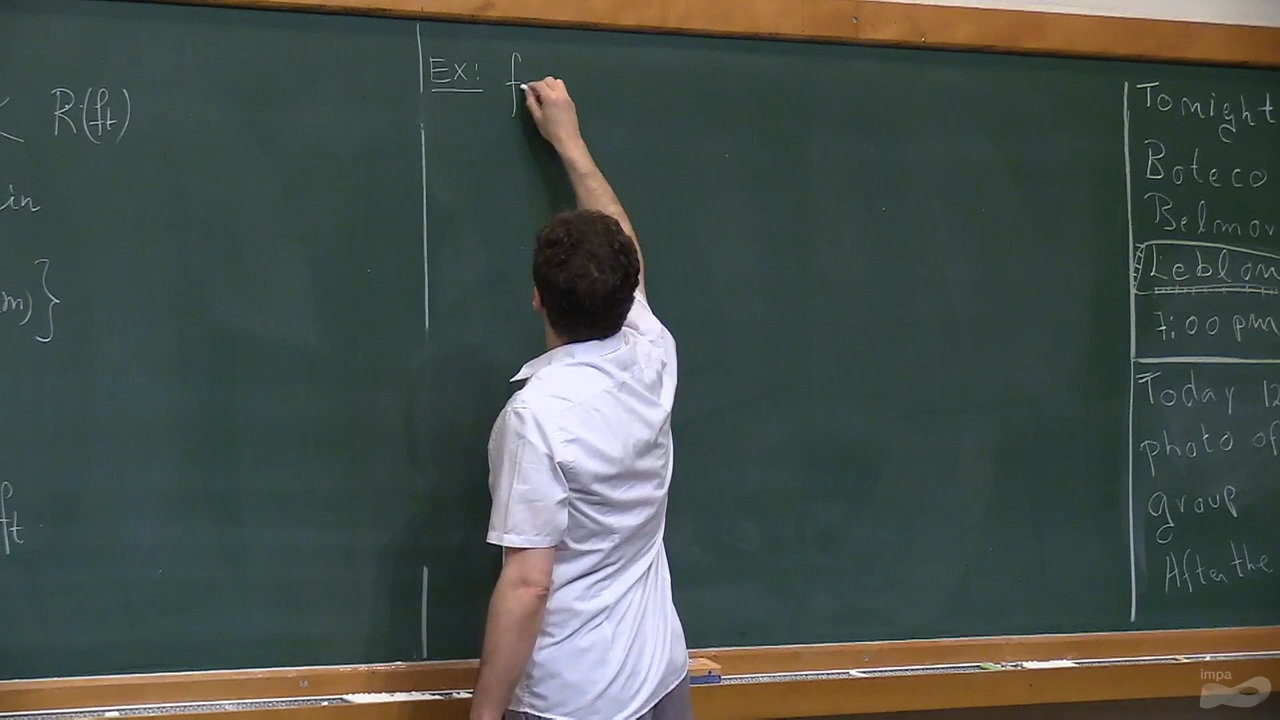 < R(ft)
in
m) }
ft
Ex: f
Tonight
Boteco
Belmon
Leblon
7:00 pm
Today 12
photo of
group
After the
impa